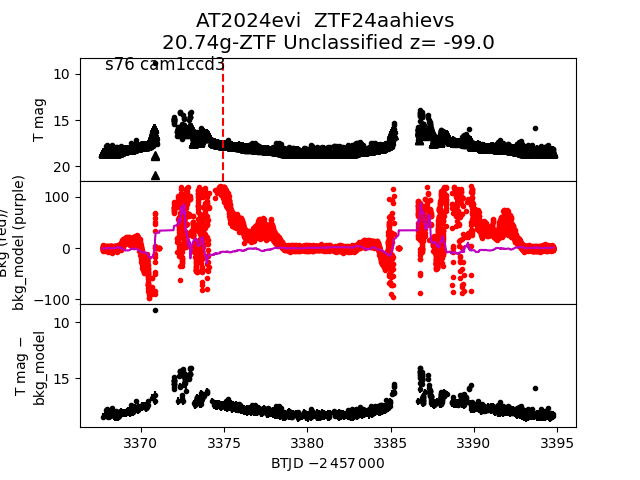 AT2024evi  ZTF24aahievs
20.74g-ZTF Unclassified z= -99.0
s76 cam1ccd3
10
15
20
T mag
100
0
−100
Bkg (red)/
bkg_model (purple)
10
15
T mag −
bkg_model
3370
3375
3380
3385
3390
3395
BTJD −2 457 000